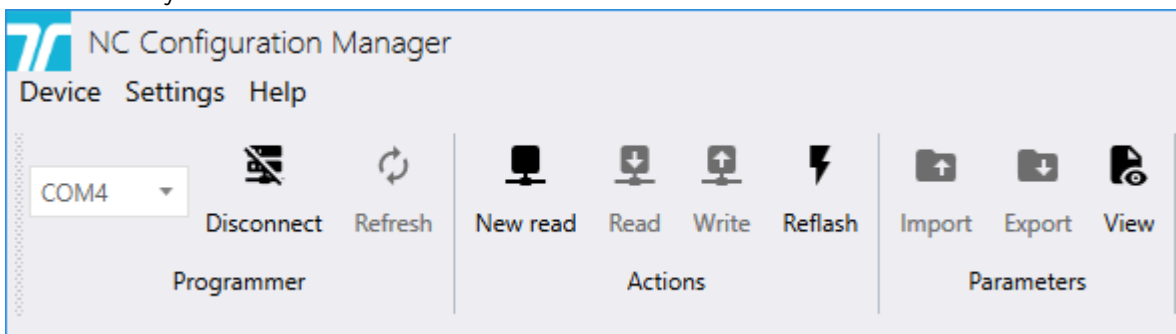 NC Configuration Manager
Device Settings Help
COM4
Disconnect Refresh New read Read Write Reflash Import Export View
Programmer Actions Parameters